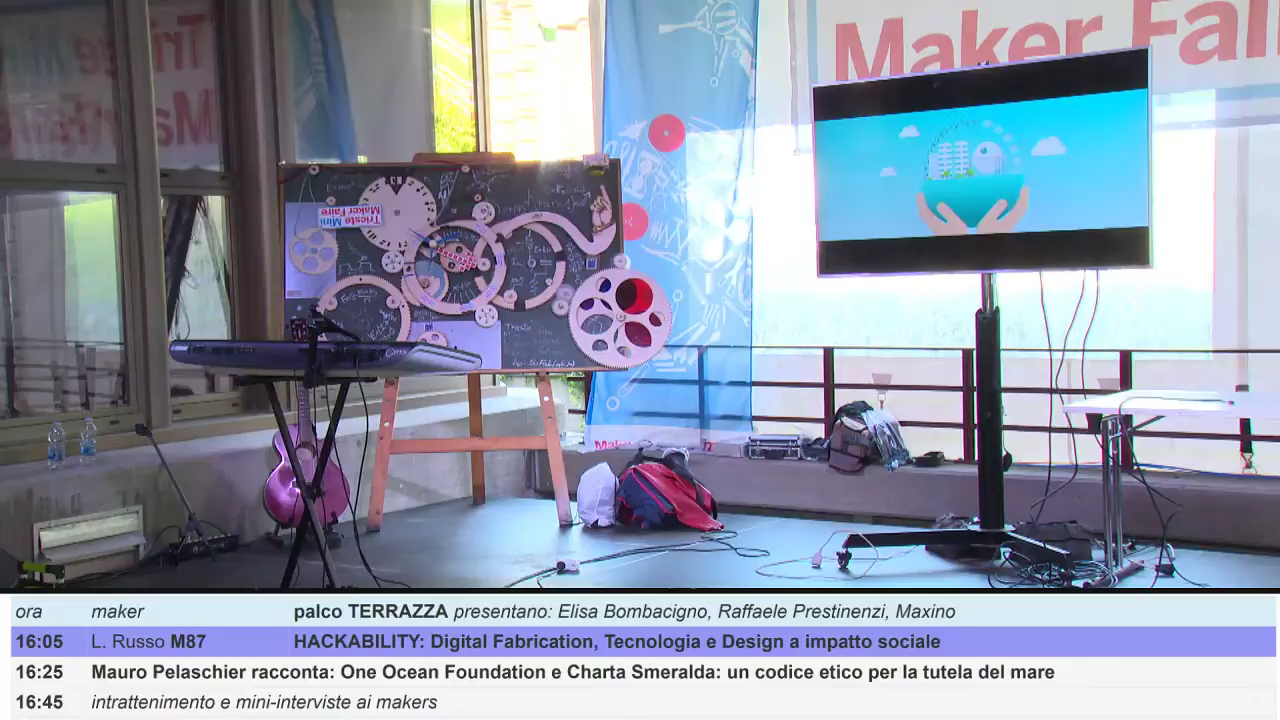 Maker Fai
Trieste Mini
Maker Faire
ora maker palco TERRAZZA presentano: Elisa Bombacigno, Raffaele Prestinenzi, Maxino
16:05 L. Russo M87 HACKABILITY: Digital Fabrication, Tecnologia e Design a impatto sociale
16:25 Mauro Pelaschier racconta: One Ocean Foundation e Charta Smeralda: un codice etico per la tutela del mare
16:45 intrattenimento e mini-interviste ai makers